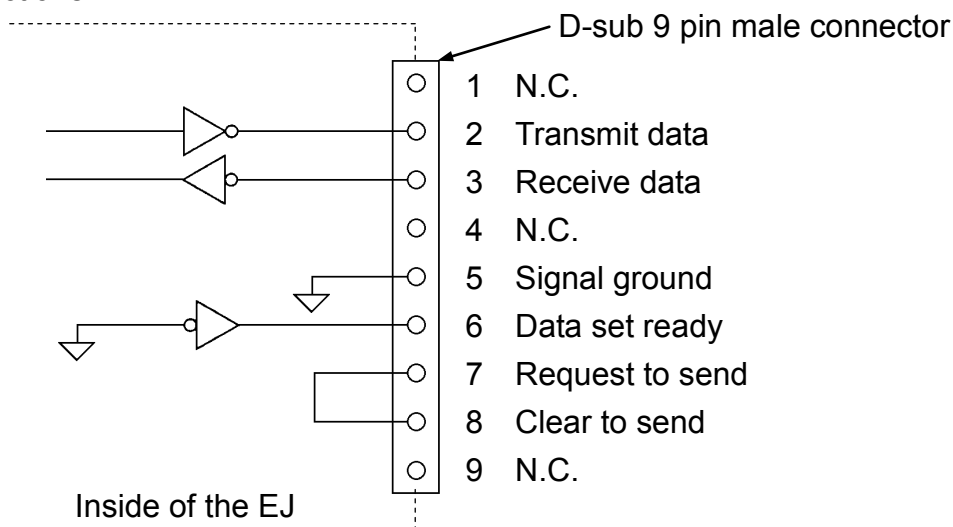 D-sub 9 pin male connector
1 N.C.
2 Transmit data
3 Receive data
4 N.C.
5 Signal ground
6 Data set ready
7 Request to send
8 Clear to send
9 N.C.
Inside of the EJ